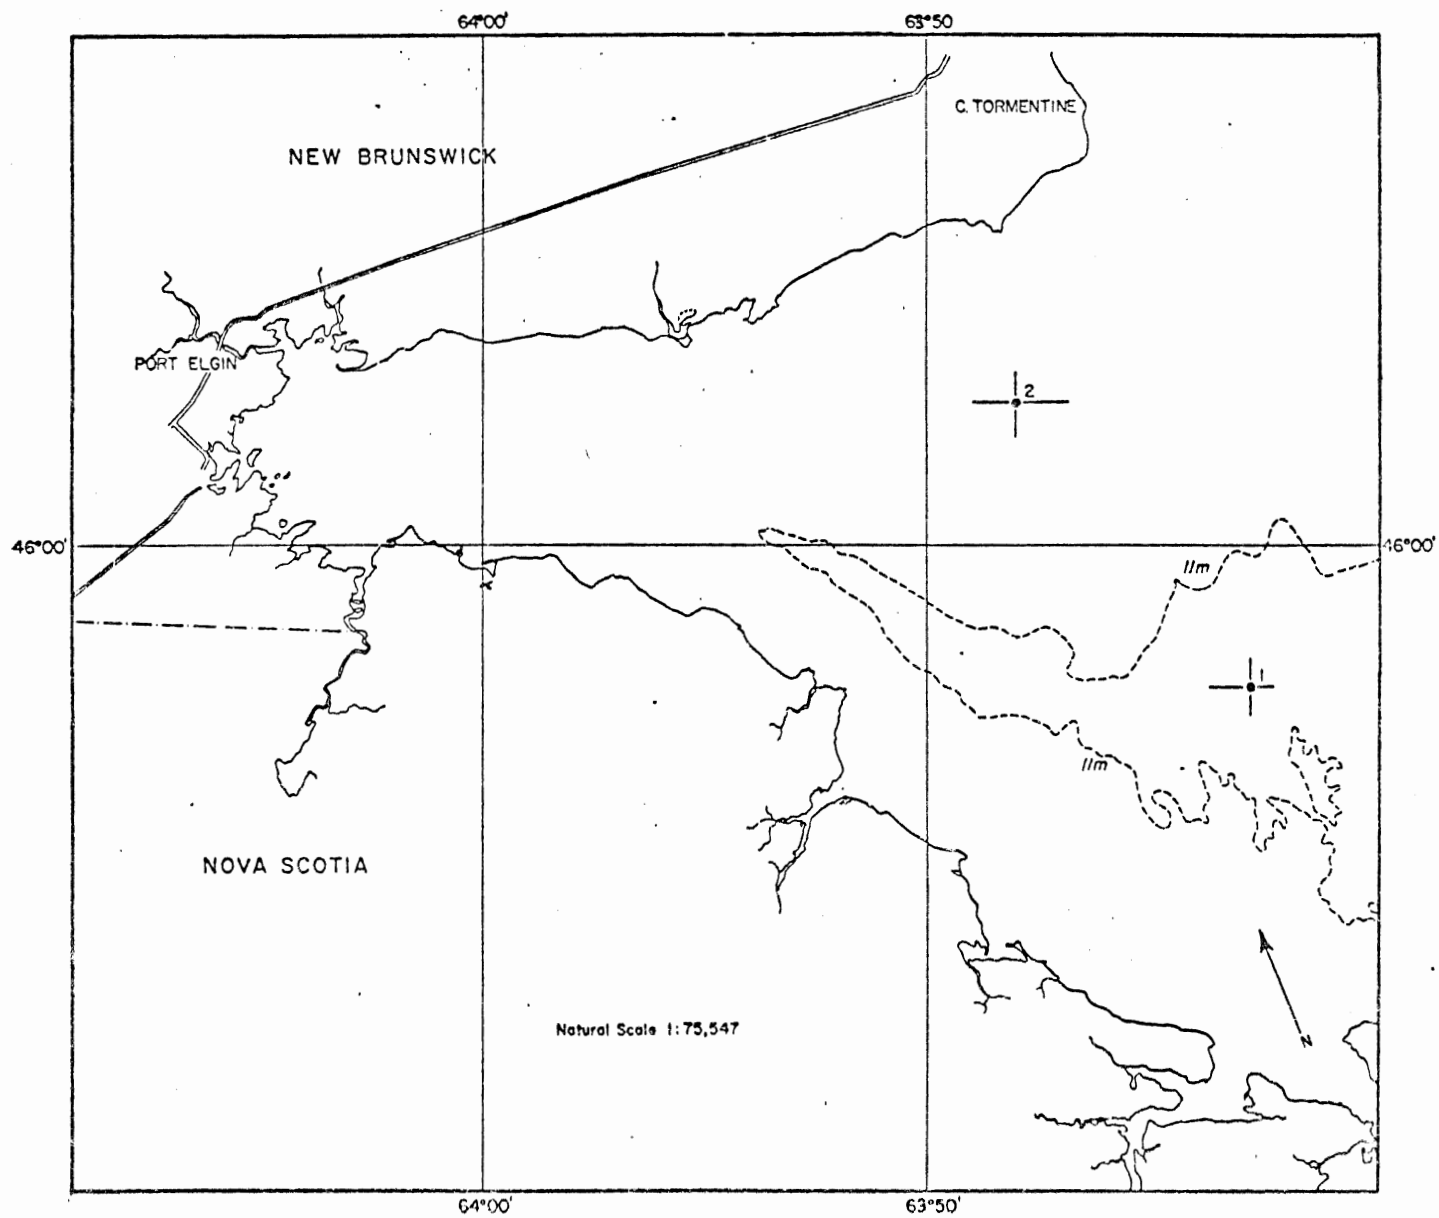 64°00'
63°50
C. TORMENTINE
NEW BRUNSWICK
PORT ELGIN
2
46°00'
46°00'
11m
1
11m
NOVA SCOTIA
Natural Scale 1:75,547
N
64°00'
63°50'